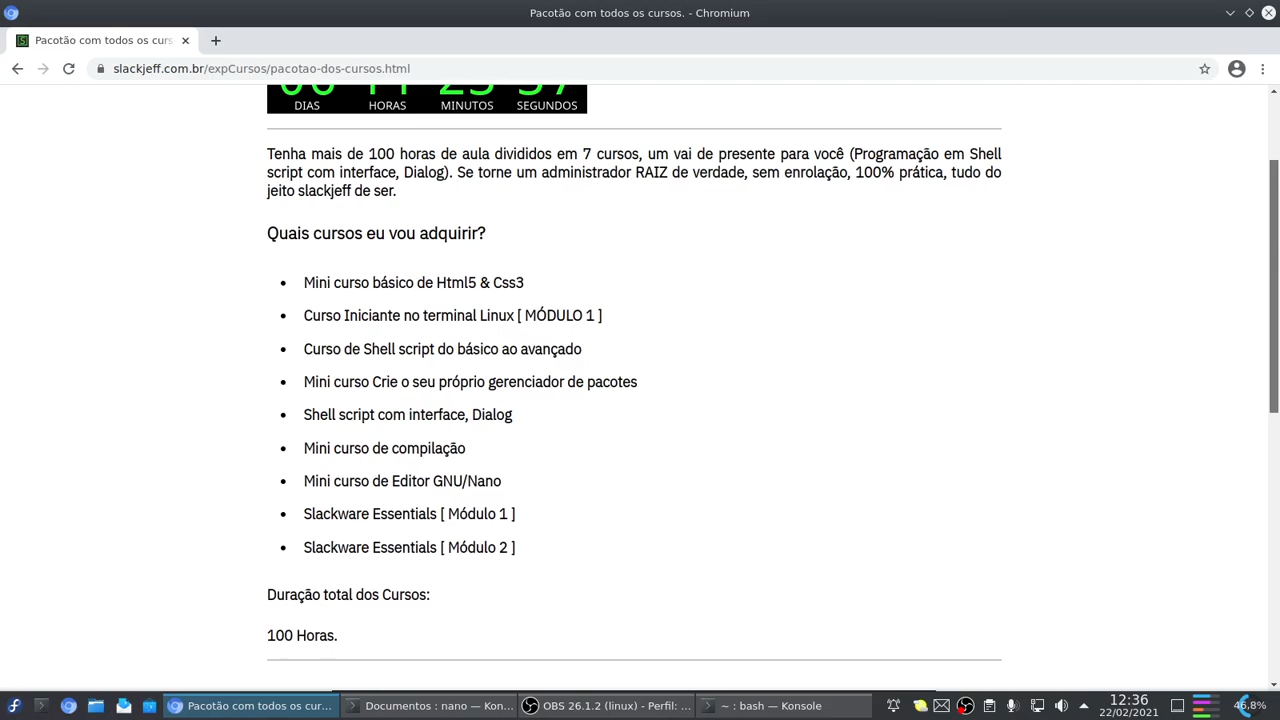 Pacotão com todos os cursos. - Chromium
Pacotão com todos os curs
slackjeff.com.br/expCursos/pacotao-dos-cursos.html
DIAS HORAS MINUTOS SEGUNDOS
Tenha mais de 100 horas de aula divididos em 7 cursos, um vai de presente para você (Programação em Shell
script com interface, Dialog). Se torne um administrador RAIZ de verdade, sem enrolação, 100% prática, tudo do
jeito slackjeff de ser.
Quais cursos eu vou adquirir?
• Mini curso básico de Html5 & Css3
• Curso Iniciante no terminal Linux [ MÓDULO 1 ]
• Curso de Shell script do básico ao avançado
• Mini curso Crie o seu próprio gerenciador de pacotes
• Shell script com interface, Dialog
• Mini curso de compilação
• Mini curso de Editor GNU/Nano
• Slackware Essentials [ Módulo 1 ]
• Slackware Essentials [ Módulo 2 ]
Duração total dos Cursos:
100 Horas.
Pacotão com todos os cur... Documentos : nano — Kon... OBS 26.1.2 (linux) - Perfil: ... ~ : bash — Konsole 12:36 46,8%
22/02/2021